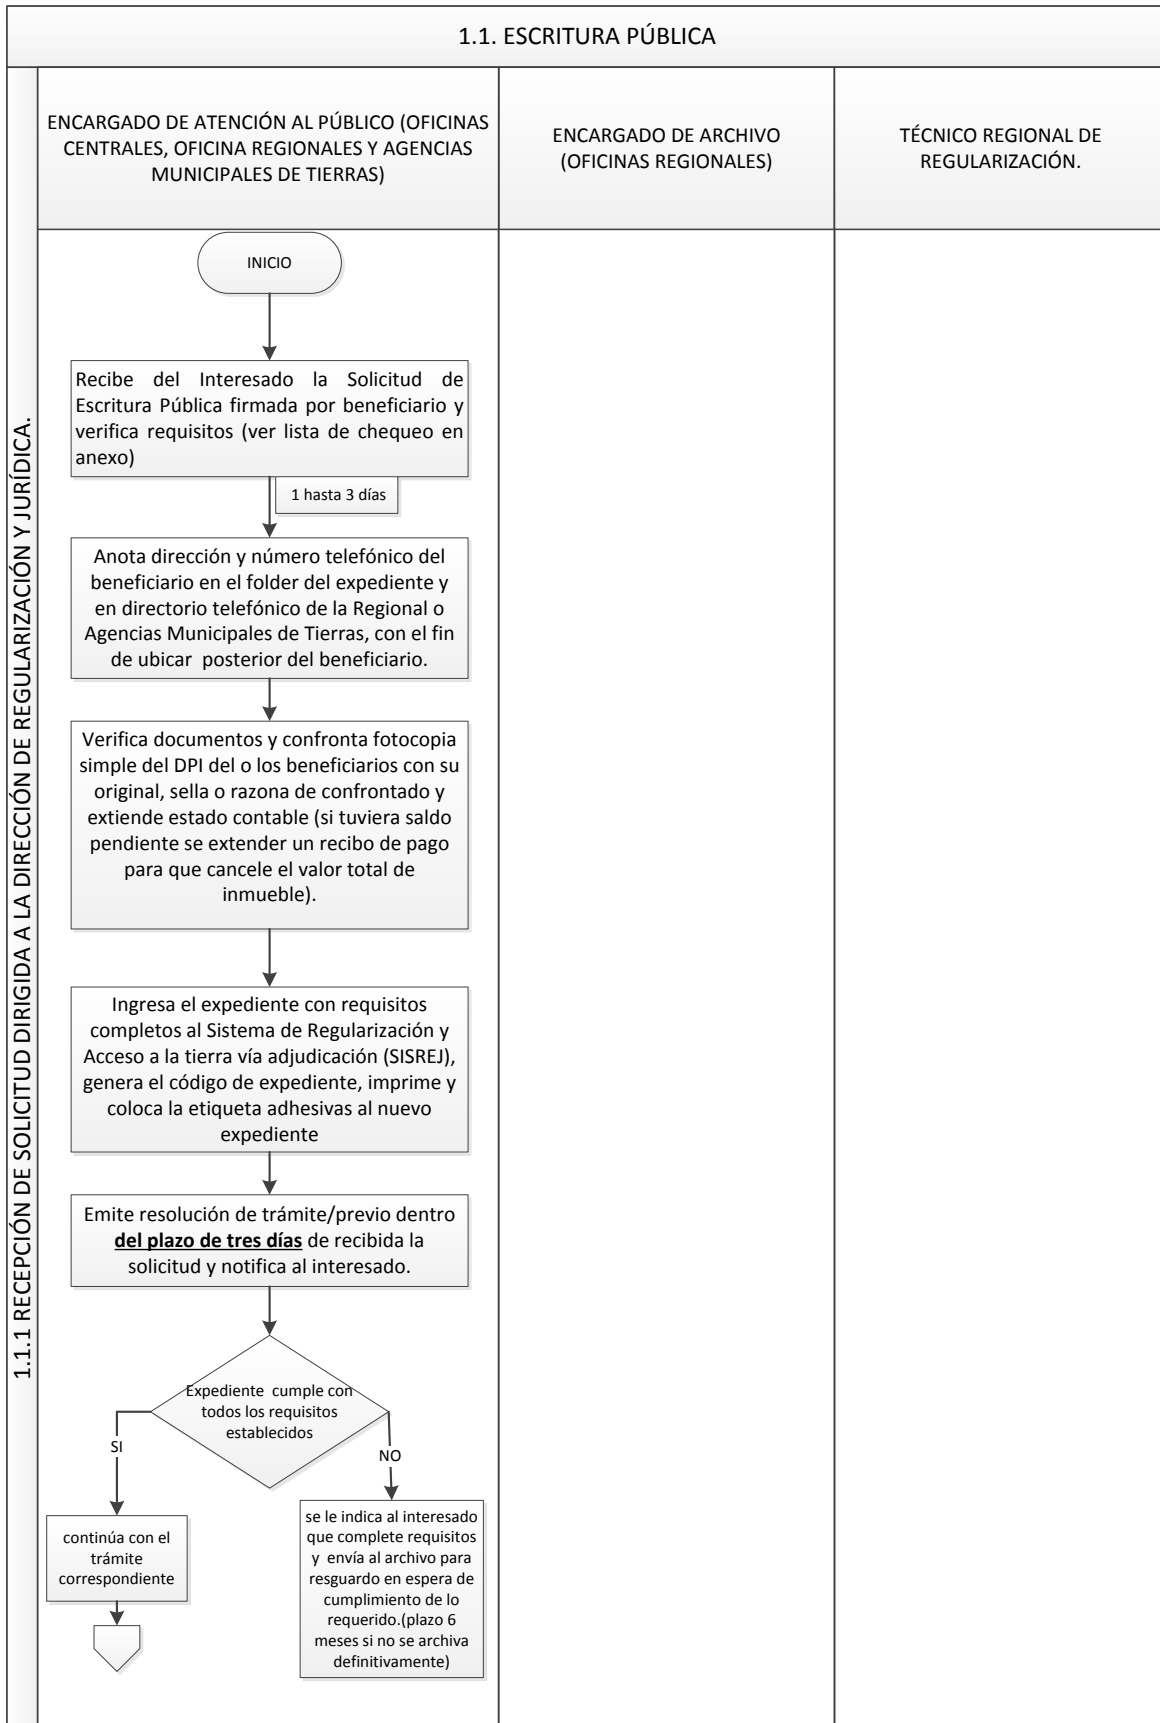 1.1. ESCRITURA PÚBLICA
1.1.1 RECEPCIÓN DE SOLICITUD DIRIGIDA A LA DIRECCIÓN DE REGULARIZACIÓN Y JURÍDICA.
ENCARGADO DE ATENCIÓN AL PÚBLICO (OFICINAS
CENTRALES, OFICINA REGIONALES Y AGENCIAS
MUNICIPALES DE TIERRAS)
ENCARGADO DE ARCHIVO
(OFICINAS REGIONALES)
TÉCNICO REGIONAL DE
REGULARIZACIÓN.
INICIO
Recibe del Interesado la Solicitud de
Escritura Pública firmada por beneficiario y
verifica requisitos (ver lista de chequeo en
anexo)
1 hasta 3 días
Anota dirección y número telefónico del
beneficiario en el folder del expediente y
en directorio telefónico de la Regional o
Agencias Municipales de Tierras, con el fin
de ubicar posterior del beneficiario.
Verifica documentos y confronta fotocopia
simple del DPI del o los beneficiarios con su
original, sella o razona de confrontado y
extiende estado contable (si tuviera saldo
pendiente se extender un recibo de pago
para que cancele el valor total de
inmueble).
Ingresa el expediente con requisitos
completos al Sistema de Regularización y
Acceso a la tierra vía adjudicación (SISREJ),
genera el código de expediente, imprime y
coloca la etiqueta adhesivas al nuevo
expediente
Emite resolución de trámite/previo dentro
del plazo de tres días de recibida la
solicitud y notifica al interesado.
Expediente cumple con
todos los requisitos
establecidos
SI
NO
continúa con el
trámite
correspondiente
se le indica al interesado
que complete requisitos
y envía al archivo para
resguardo en espera de
cumplimiento de lo
requerido.(plazo 6
meses si no se archiva
definitivamente)